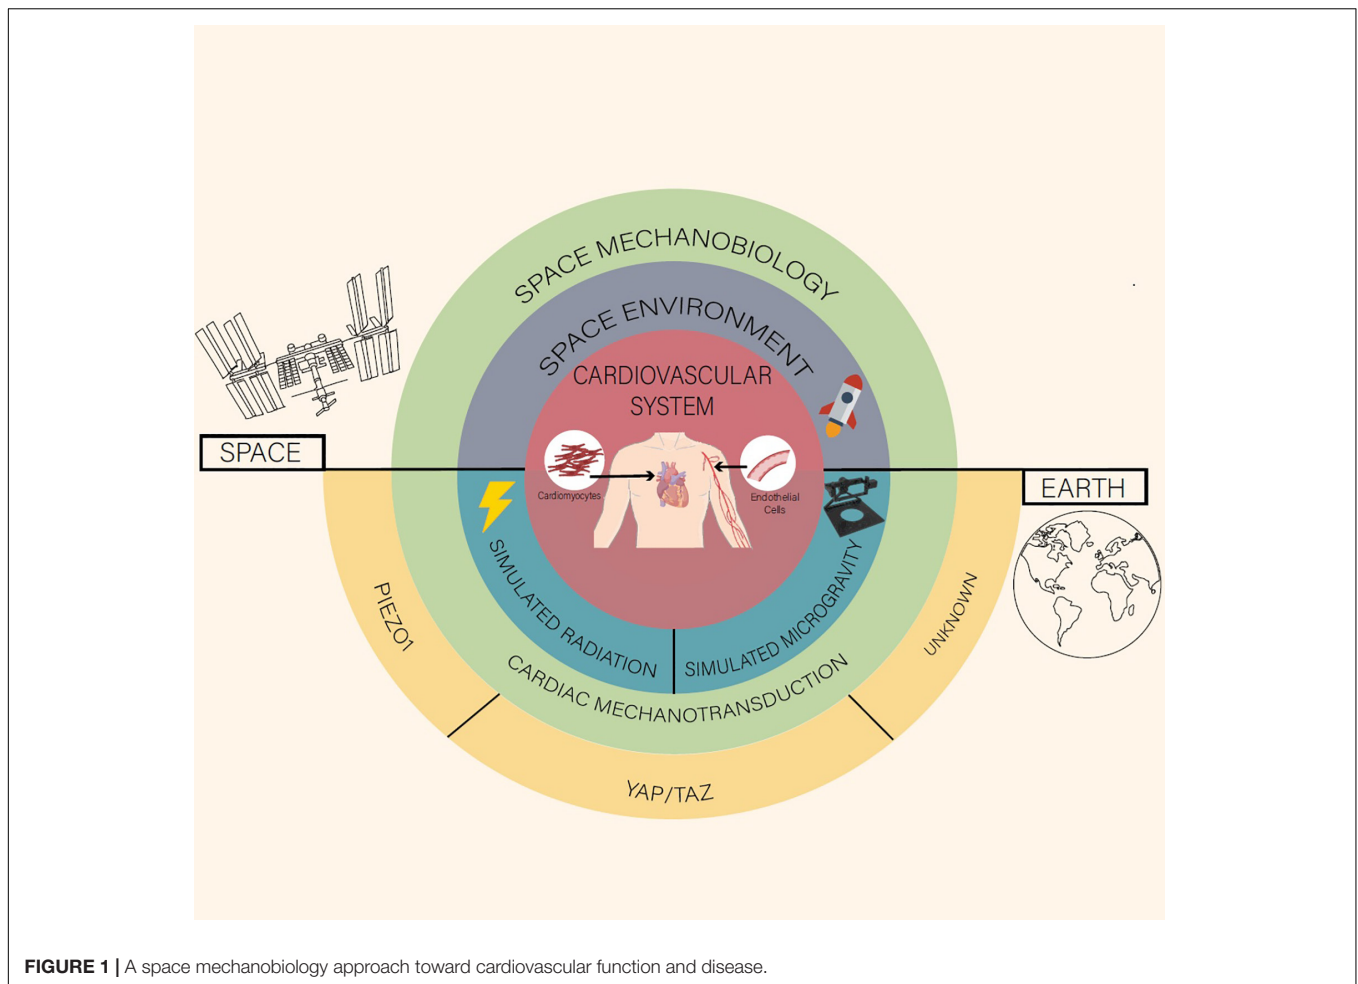 SPACE MECHANOBIOLOGY
SPACE ENVIRONMENT
CARDIOVASCULAR
SYSTEM
SPACE
Cardiomyocytes
Endothelial
Cells
EARTH
SIMULATED RADIATION
SIMULATED MICROGRAVITY
CARDIAC MECHANOTRANSDUCTION
PIEZO1
YAP/TAZ
UNKNOWN
FIGURE 1 | A space mechanobiology approach toward cardiovascular function and disease.